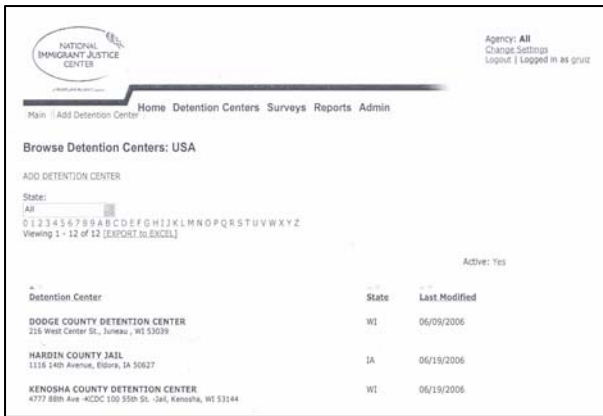 NATIONAL
IMMIGRANT JUSTICE
CENTER
Agency: All
Change Settings
Logout | Logged in as gruiz
Home Detention Centers Surveys Reports Admin
Main Add Detention Center
Browse Detention Centers: USA
ADD DETENTION CENTER
State:
All
0 1 2 3 4 5 6 7 8 9 A B C D E F G H I J K L M N O P Q R S T U V W X Y Z
Viewing 1 - 12 of 12 [EXPORT to EXCEL]
Active: Yes
Detention Center State Last Modified
DODGE COUNTY DETENTION CENTER WI 06/09/2006
216 West Center St., Juneau , WI 53039
HARDIN COUNTY JAIL IA 06/19/2006
1116 14th Avenue, Eldora, IA 50627
KENOSHA COUNTY DETENTION CENTER WI 06/19/2006
4777 88th Ave -KCDC 100 55th St. -Jail, Kenosha, WI 53144